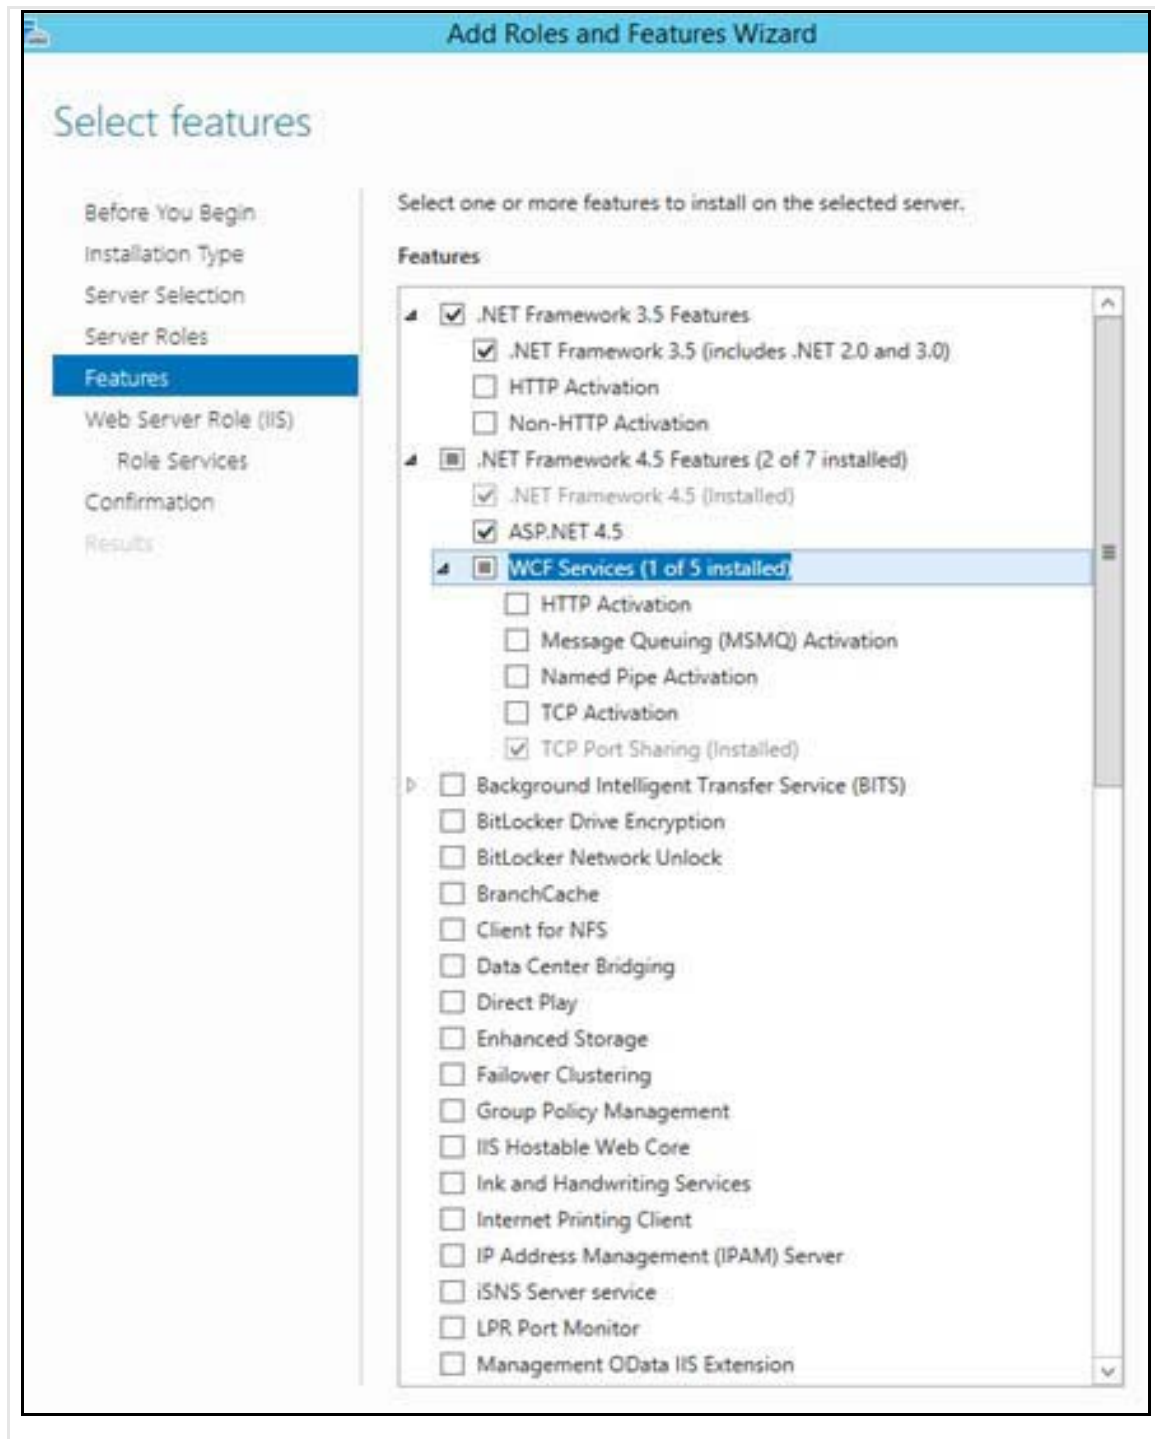 Add Roles and Features Wizard
Select features
Before You Begin
Installation Type
Server Selection
Server Roles
Features
Web Server Role (IIS)
Role Services
Confirmation
Results
Select one or more features to install on the selected server.
Features
.NET Framework 3.5 Features
.NET Framework 3.5 (includes .NET 2.0 and 3.0)
HTTP Activation
Non-HTTP Activation
.NET Framework 4.5 Features (2 of 7 installed)
.NET Framework 4.5 (Installed)
ASP.NET 4.5
WCF Services (1 of 5 installed)
HTTP Activation
Message Queuing (MSMQ) Activation
Named Pipe Activation
TCP Activation
TCP Port Sharing (Installed)
Background Intelligent Transfer Service (BITS)
BitLocker Drive Encryption
BitLocker Network Unlock
BranchCache
Client for NFS
Data Center Bridging
Direct Play
Enhanced Storage
Failover Clustering
Group Policy Management
IIS Hostable Web Core
Ink and Handwriting Services
Internet Printing Client
IP Address Management (IPAM) Server
iSNS Server service
LPR Port Monitor
Management OData IIS Extension